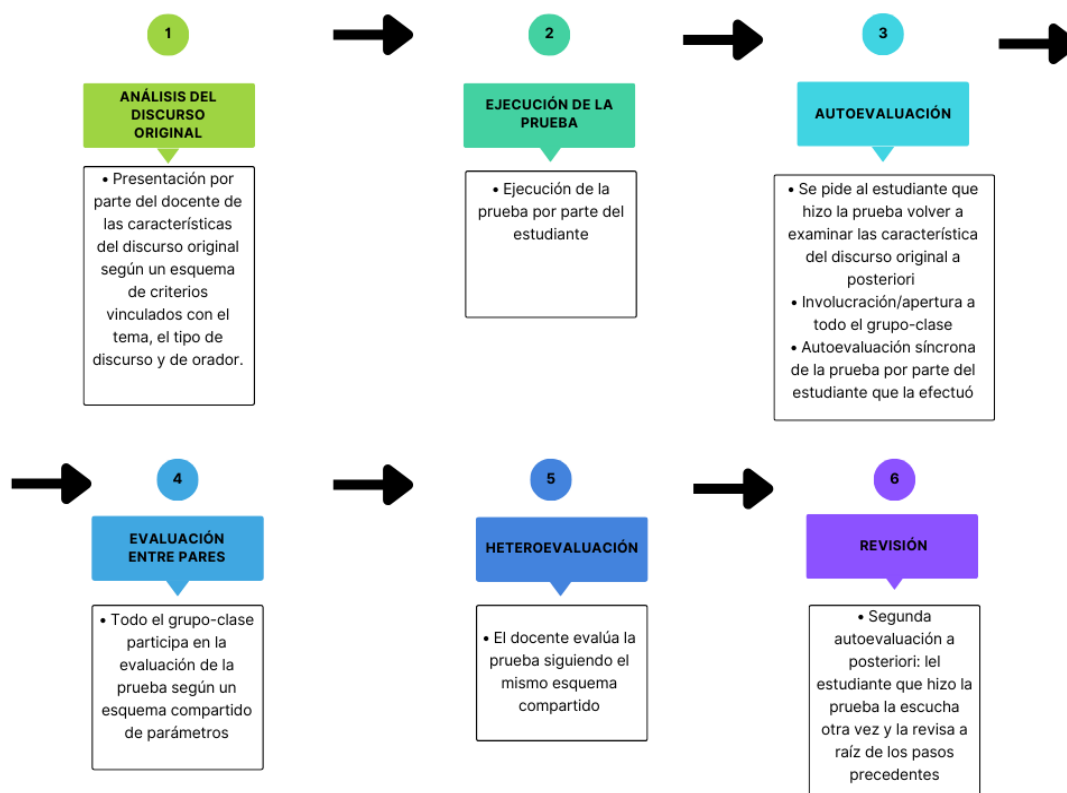 1
ANÁLISIS DEL
DISCURSO
ORIGINAL
• Presentación por
parte del docente de
las características
del discurso original
según un esquema
de criterios
vinculados con el
tema, el tipo de
discurso y de orador.
2
EJECUCIÓN DE LA
PRUEBA
• Ejecución de la
prueba por parte del
estudiante
3
AUTOEVALUACIÓN
• Se pide al estudiante que
hizo la prueba volver a
examinar las característica
del discurso original a
posteriori
• Involucración/apertura a
todo el grupo-clase
• Autoevaluación síncrona
de la prueba por parte del
estudiante que la efectuó
4
EVALUACIÓN
ENTRE PARES
• Todo el grupo-clase
participa en la
evaluación de la
prueba según un
esquema compartido
de parámetros
5
HETEROEVALUACIÓN
• El docente evalúa la
prueba siguiendo el
mismo esquema
compartido
6
REVISIÓN
• Segunda
autoevaluación a
posteriori: lel
estudiante que hizo la
prueba la escucha
otra vez y la revisa a
raíz de los pasos
precedentes